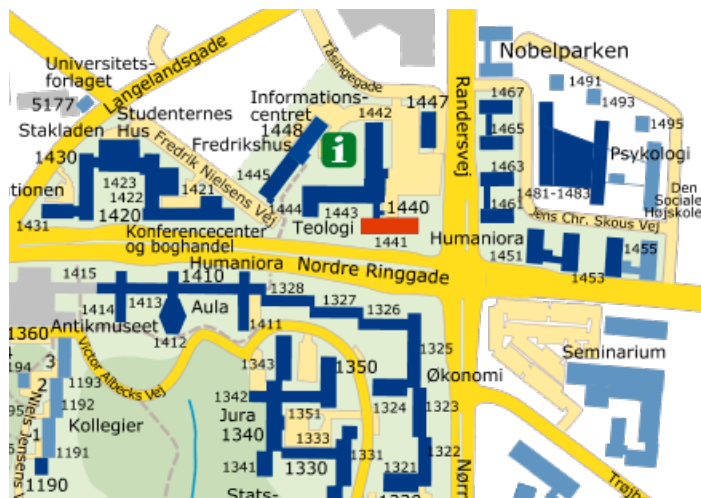 Universitets-
forlaget
5177
Langelandsgade
Stakladen
Studenternes
Hus
Fredrik Nielsens Vej
Informations-
centret
Tåsingegade
1448
Fredrikshus
1442
1447
i
1445
1444
1443
Teologi
1440
1441
1430
1423
1422
1421
1420
1431
Konferencecenter
og boghandel
Randersvej
Nobelparken
1491
1493
1495
1467
1465
1463
1461
Psykologi
1481-1483
Den
Sociale
Højskole
Jens Chr. Skous Vej
Humaniora
1451
1453
1455
Humaniora
Nordre Ringgade
1415
1410
1414
1413
Aula
1328
1327
1326
Antikmuseet
1412
1411
1360
Victor Albecks Vej
1343
1350
1325
Økonomi
Seminarium
3
1193
2
1192
Kollegier
1191
1190
1342
Jura
1351
1340
1333
1341
1330
1331
1324
1323
1322
1321
Stats-